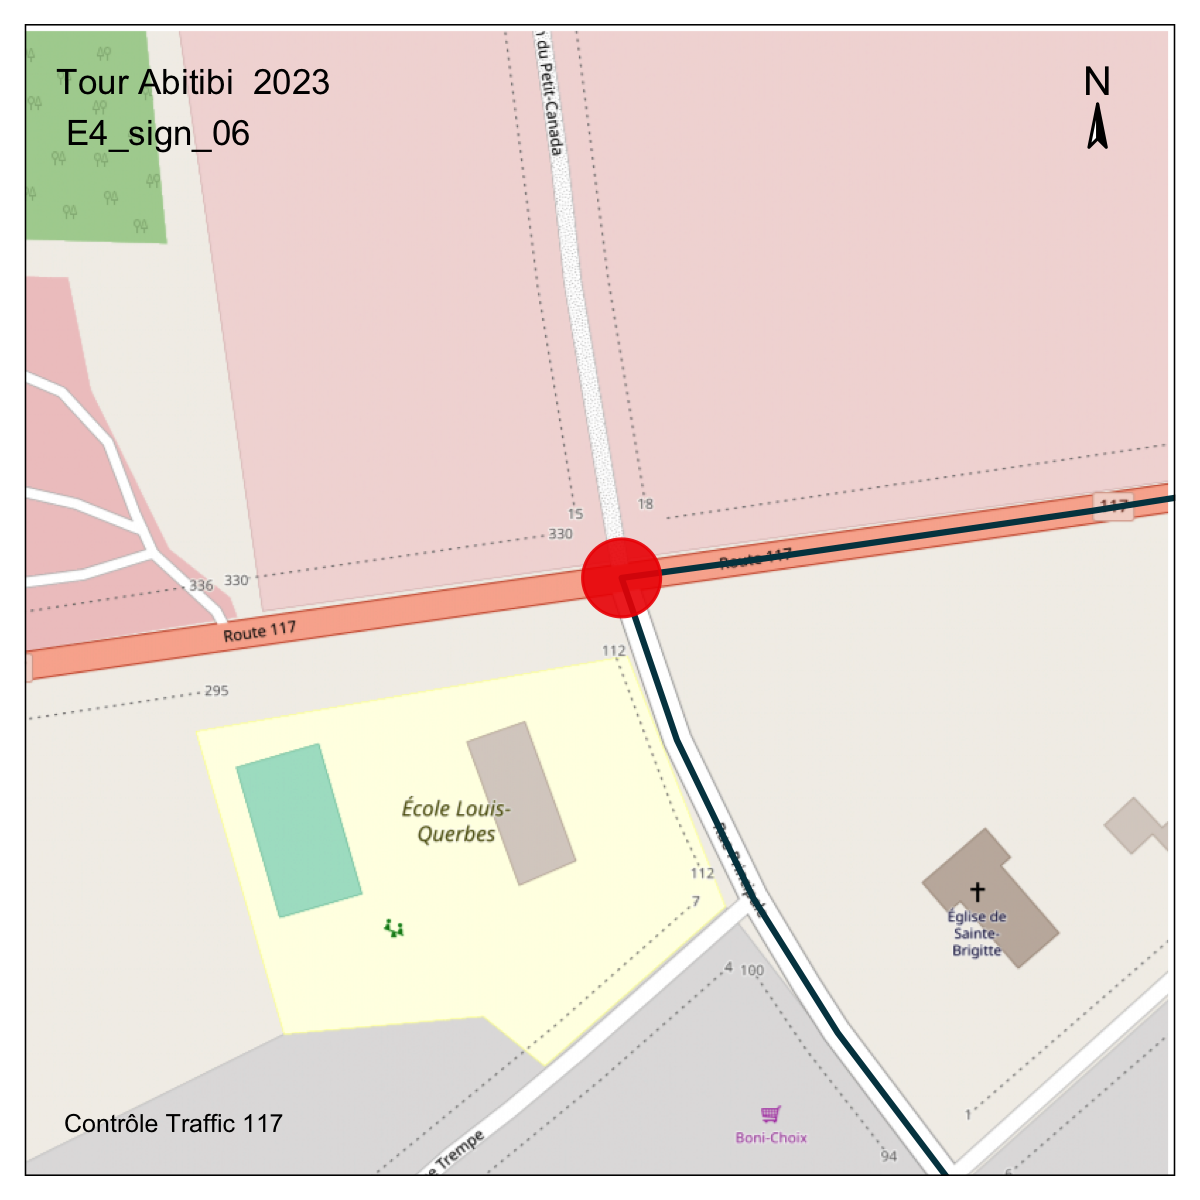 Tour Abitibi  2023
E4_sign_06
N
du Petit-Canada
15
18
330
117
Route 117
336
330
Route 117
112
295
École Louis-
Querbes
Rue Principale
112
7
Église de
Sainte-
Brigitte
4
100
1
Contrôle Traffic 117
Boni-Choix
Trempe
94